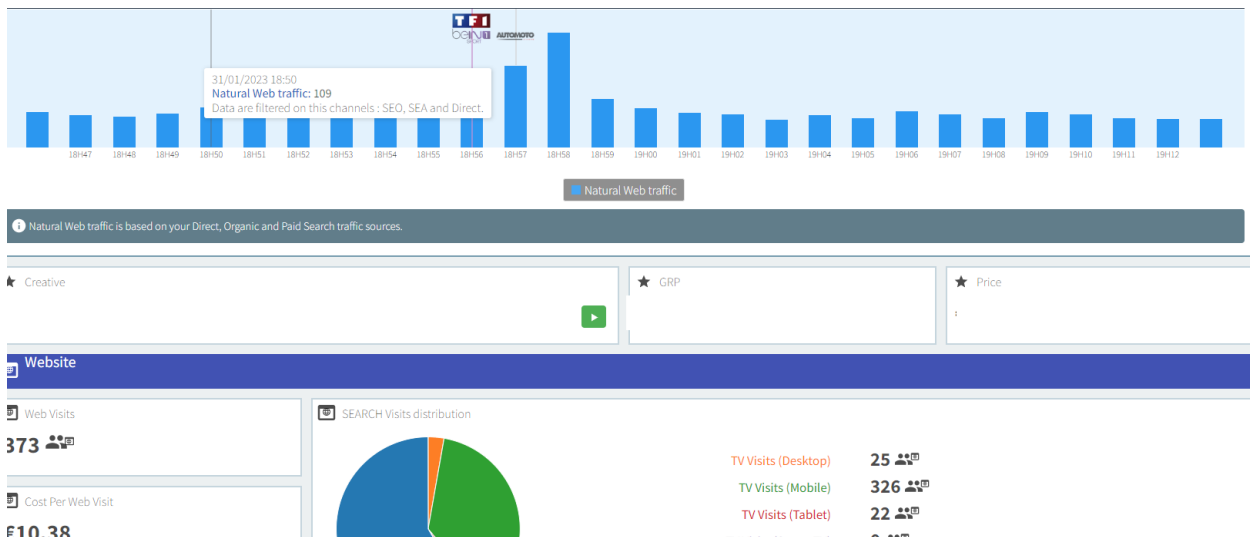 TF1
beIN 1
SPORT
AUTOMOTO
31/01/2023 18:50
Natural Web traffic: 109
Data are filtered on this channels : SEO, SEA and Direct.
18H47 18H48 18H49 18H50 18H51 18H52 18H53 18H54 18H55 18H56 18H57 18H58 18H59 19H00 19H01 19H02 19H03 19H04 19H05 19H06 19H07 19H08 19H09 19H10 19H11 19H12
Natural Web traffic
Natural Web traffic is based on your Direct, Organic and Paid Search traffic sources.
Creative
GRP
Price
Website
Web Visits
373
SEARCH Visits distribution
TV Visits (Desktop) 25
TV Visits (Mobile) 326
TV Visits (Tablet) 22
Cost Per Web Visit
€10.38